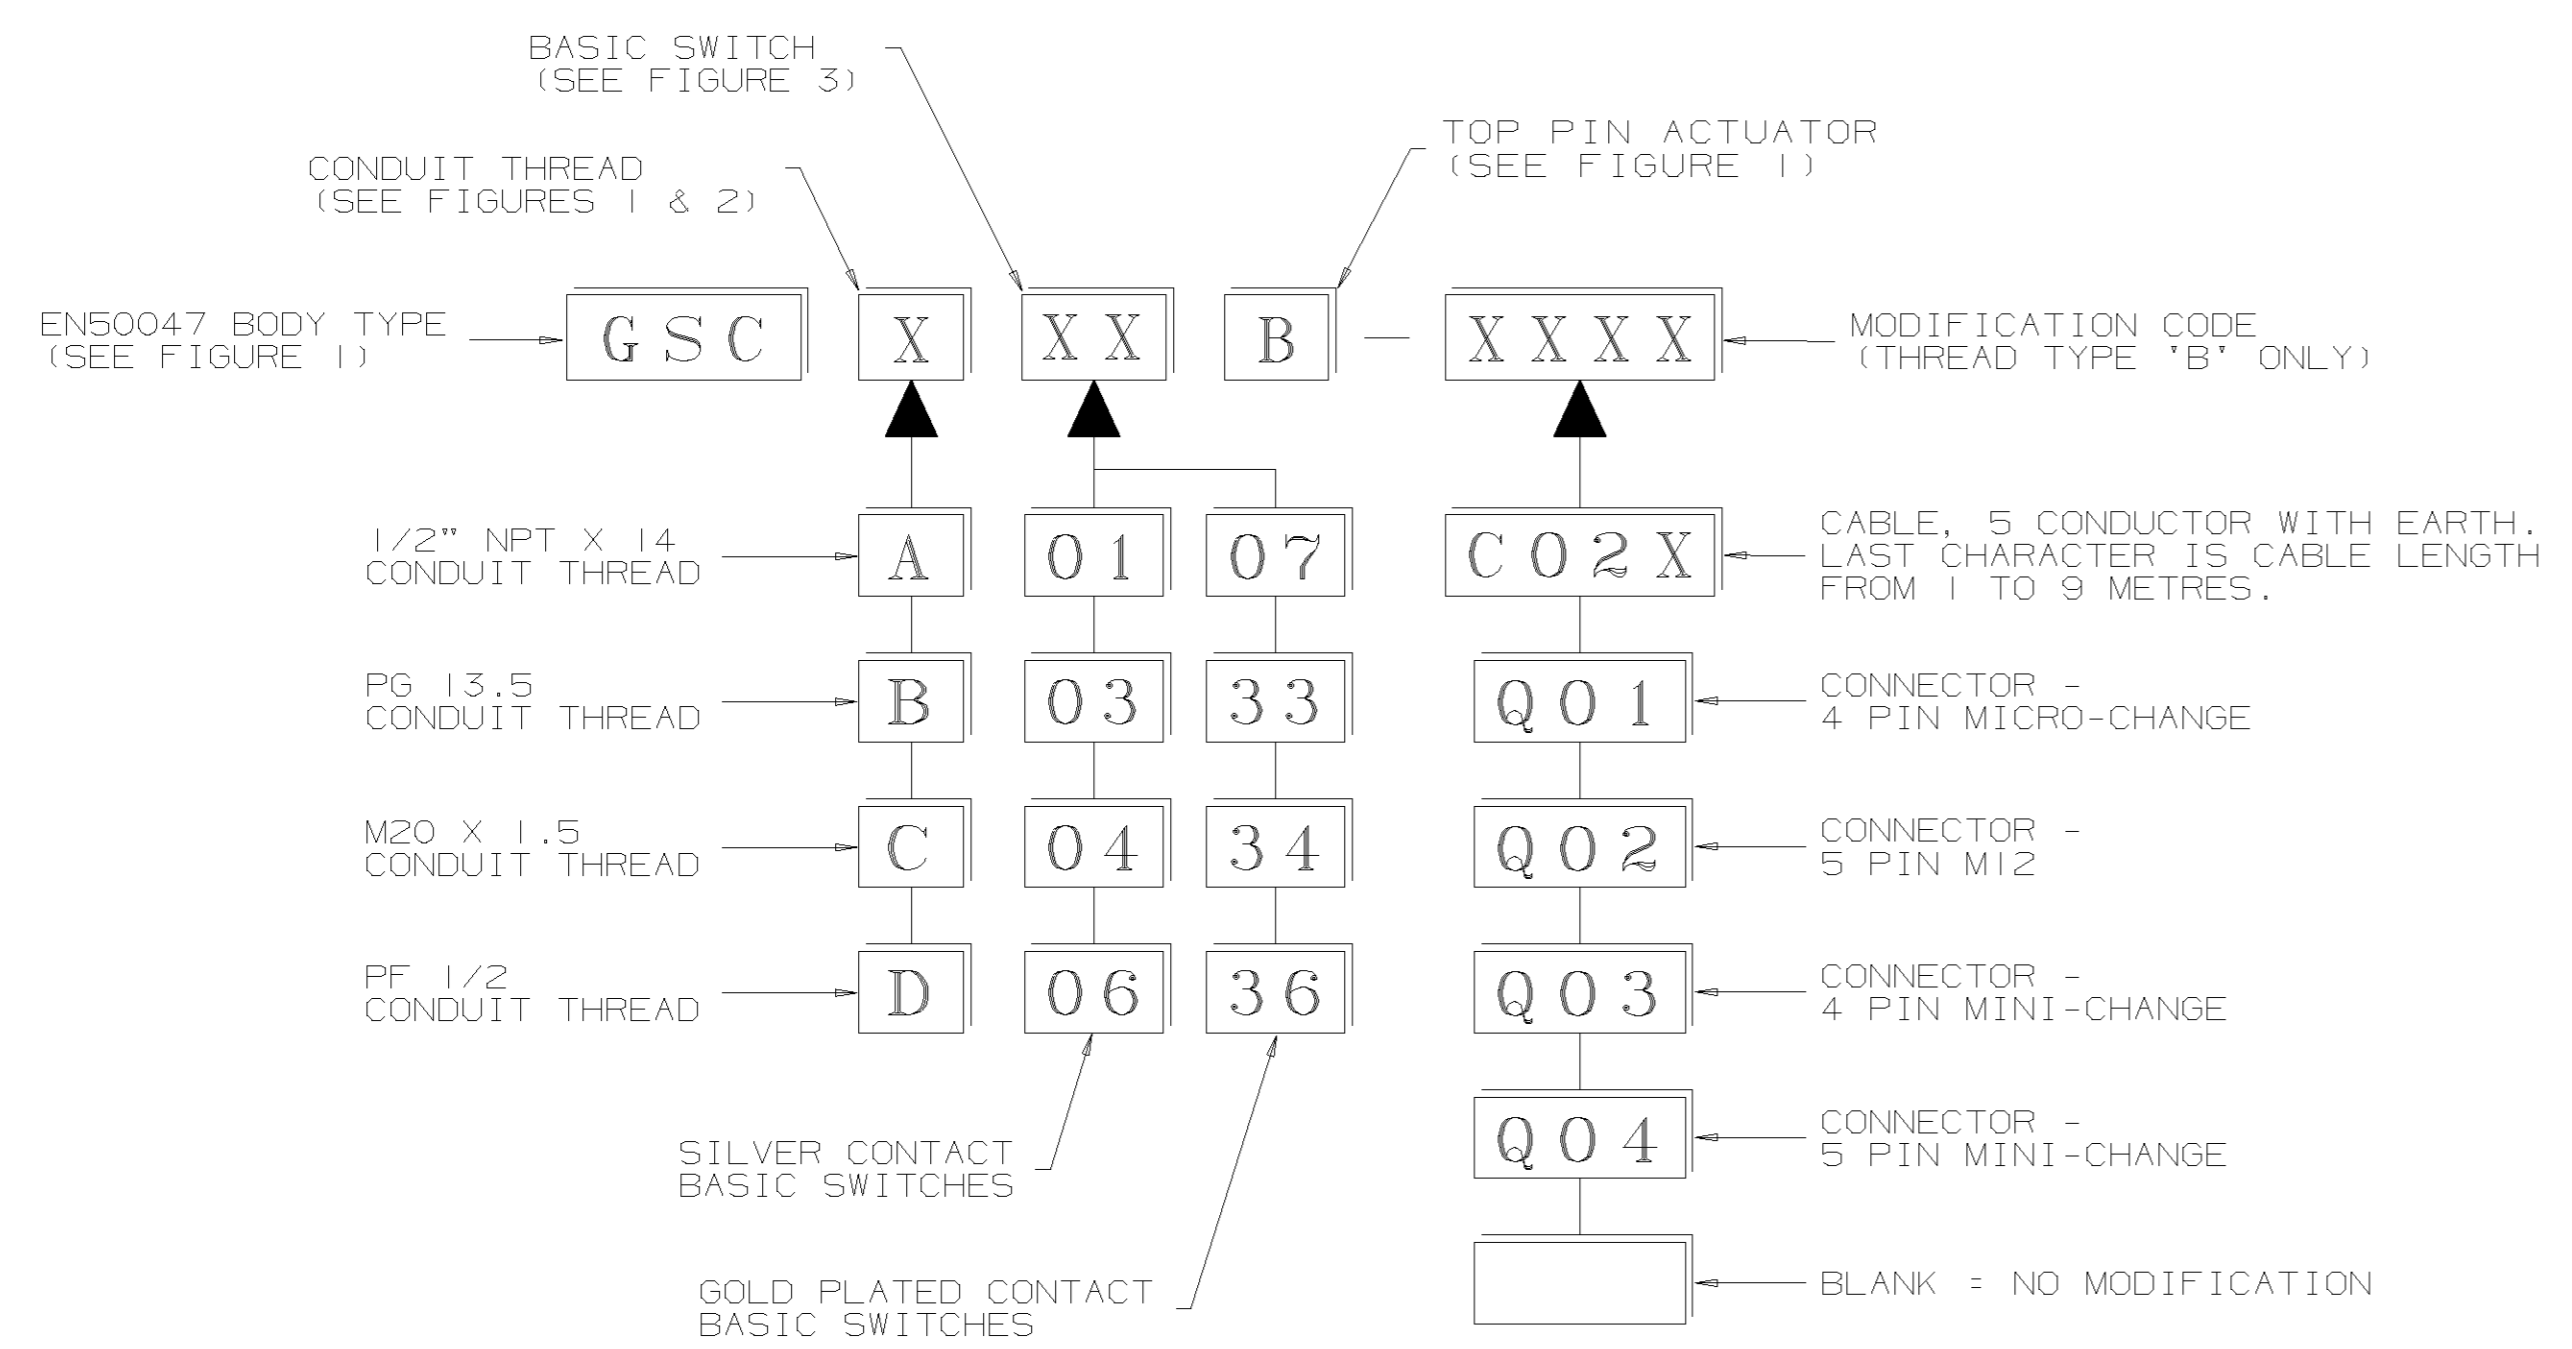 BASIC SWITCH
(SEE FIGURE 3)
TOP PIN ACTUATOR
(SEE FIGURE 1)
CONDUIT THREAD
(SEE FIGURES 1 & 2)
EN50047 BODY TYPE
(SEE FIGURE 1)
GSC X XX B — XXXX
MODIFICATION CODE
(THREAD TYPE 'B' ONLY)
1/2" NPT X 14
CONDUIT THREAD
A 01 07 C02X
CABLE, 5 CONDUCTOR WITH EARTH.
LAST CHARACTER IS CABLE LENGTH
FROM 1 TO 9 METRES.
PG 13.5
CONDUIT THREAD
B 03 33 Q01
CONNECTOR -
4 PIN MICRO-CHANGE
M20 X 1.5
CONDUIT THREAD
C 04 34 Q02
CONNECTOR -
5 PIN M12
PF 1/2
CONDUIT THREAD
D 06 36 Q03
CONNECTOR -
4 PIN MINI-CHANGE
Q04
CONNECTOR -
5 PIN MINI-CHANGE
SILVER CONTACT
BASIC SWITCHES
GOLD PLATED CONTACT
BASIC SWITCHES
BLANK = NO MODIFICATION